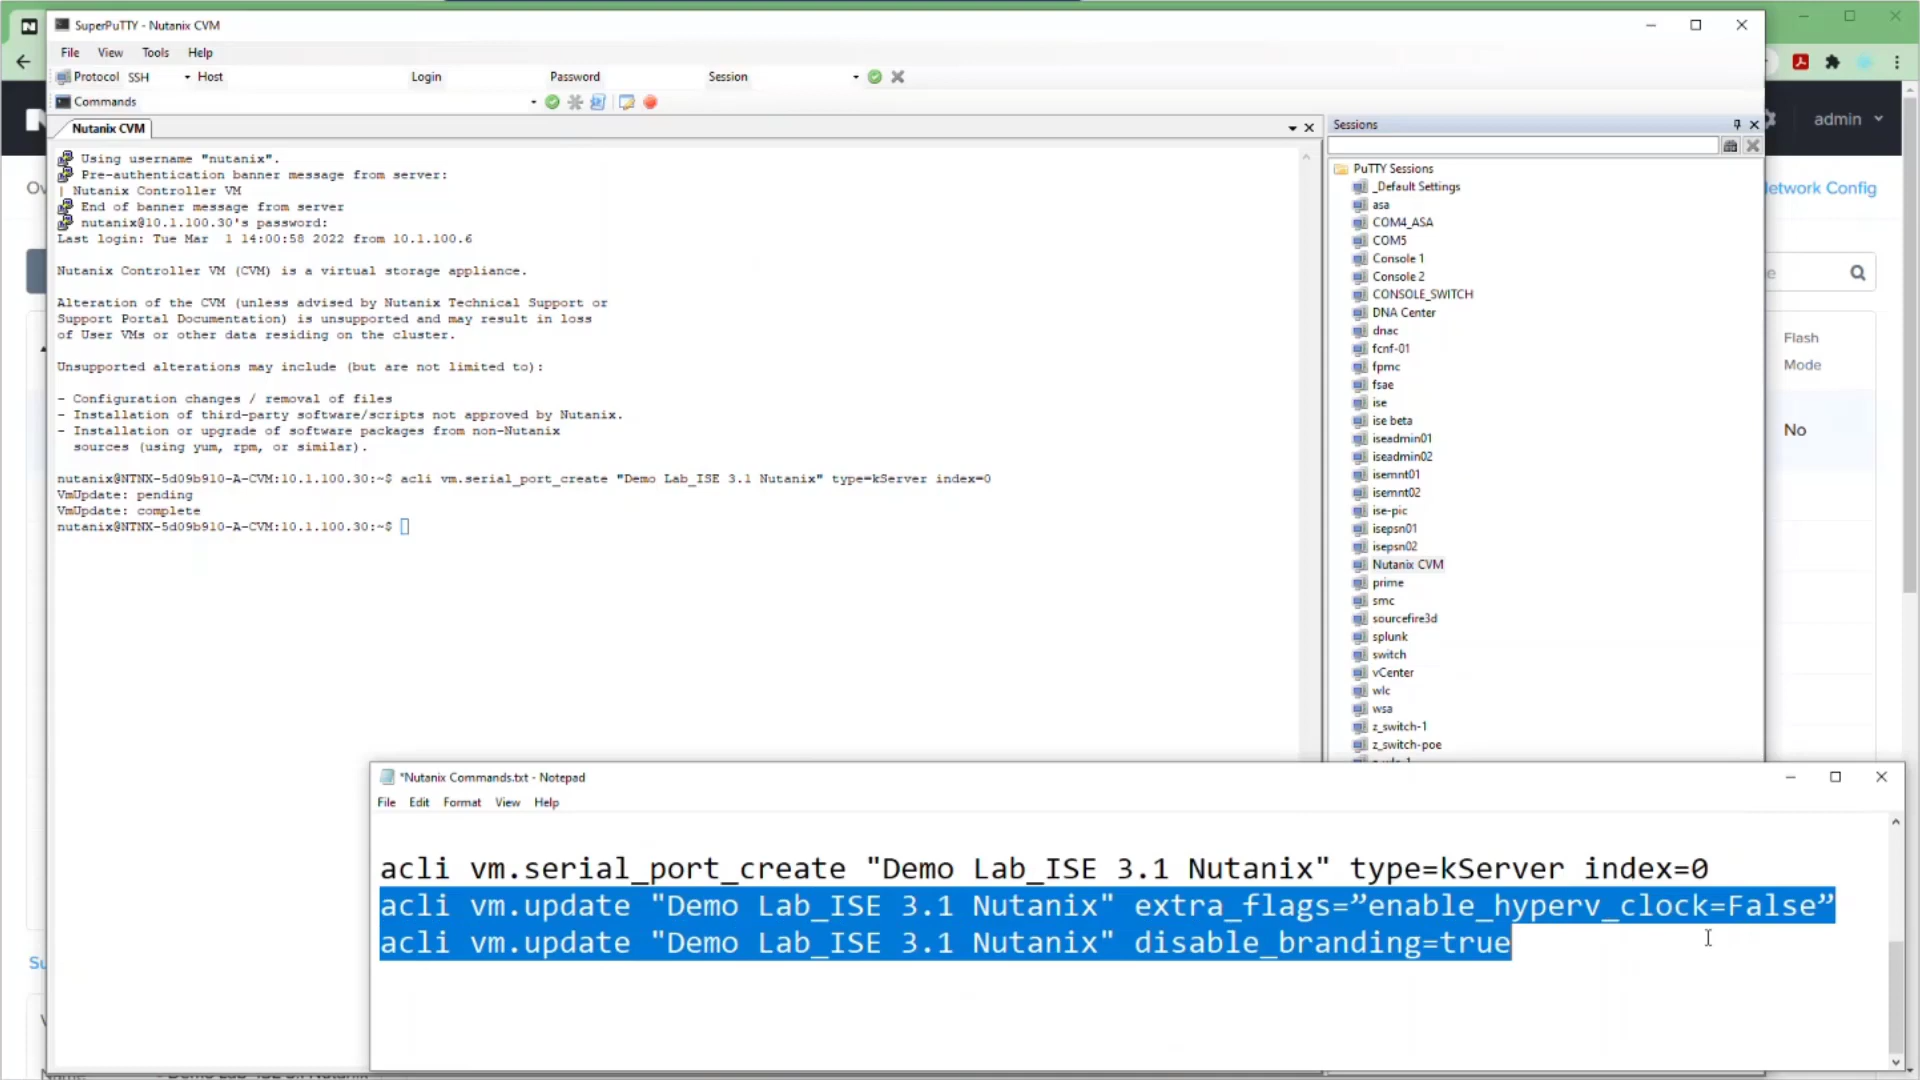 SuperPuTTY - Nutanix CVM
File View Tools Help
Protocol SSH Host Login Password Session
Commands
Nutanix CVM
Using username "nutanix".
Pre-authentication banner message from server:
| Nutanix Controller VM
End of banner message from server
nutanix@10.1.100.30's password:
Last login: Tue Mar  1 14:00:58 2022 from 10.1.100.6
Nutanix Controller VM (CVM) is a virtual storage appliance.
Alteration of the CVM (unless advised by Nutanix Technical Support or
Support Portal Documentation) is unsupported and may result in loss
of User VMs or other data residing on the cluster.
Unsupported alterations may include (but are not limited to):
- Configuration changes / removal of files
- Installation of third-party software/scripts not approved by Nutanix.
- Installation or upgrade of software packages from non-Nutanix
sources (using yum, rpm, or similar).
nutanix@NTNX-5d09b910-A-CVM:10.1.100.30:~$ acli vm.serial_port_create "Demo Lab_ISE 3.1 Nutanix" type=kServer index=0
VmUpdate: pending
VmUpdate: complete
nutanix@NTNX-5d09b910-A-CVM:10.1.100.30:~$
Sessions
PuTTY Sessions
_Default Settings
asa
COM4_ASA
COM5
Console 1
Console 2
CONSOLE_SWITCH
DNA Center
dnac
fcnf-01
fpmc
fsae
ise
ise beta
iseadmin01
iseadmin02
isemnt01
isemnt02
ise-pic
isepsn01
isepsn02
Nutanix CVM
prime
smc
sourcefire3d
splunk
switch
vCenter
wlc
wsa
z_switch-1
z_switch-poe
admin
Network Config
Flash
Mode
No
*Nutanix Commands.txt - Notepad
File Edit Format View Help
acli vm.serial_port_create "Demo Lab_ISE 3.1 Nutanix" type=kServer index=0
acli vm.update "Demo Lab_ISE 3.1 Nutanix" extra_flags=”enable_hyperv_clock=False”
acli vm.update "Demo Lab_ISE 3.1 Nutanix" disable_branding=true